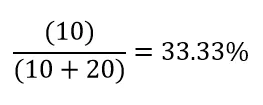 (10)
(10 + 20) = 33.33%